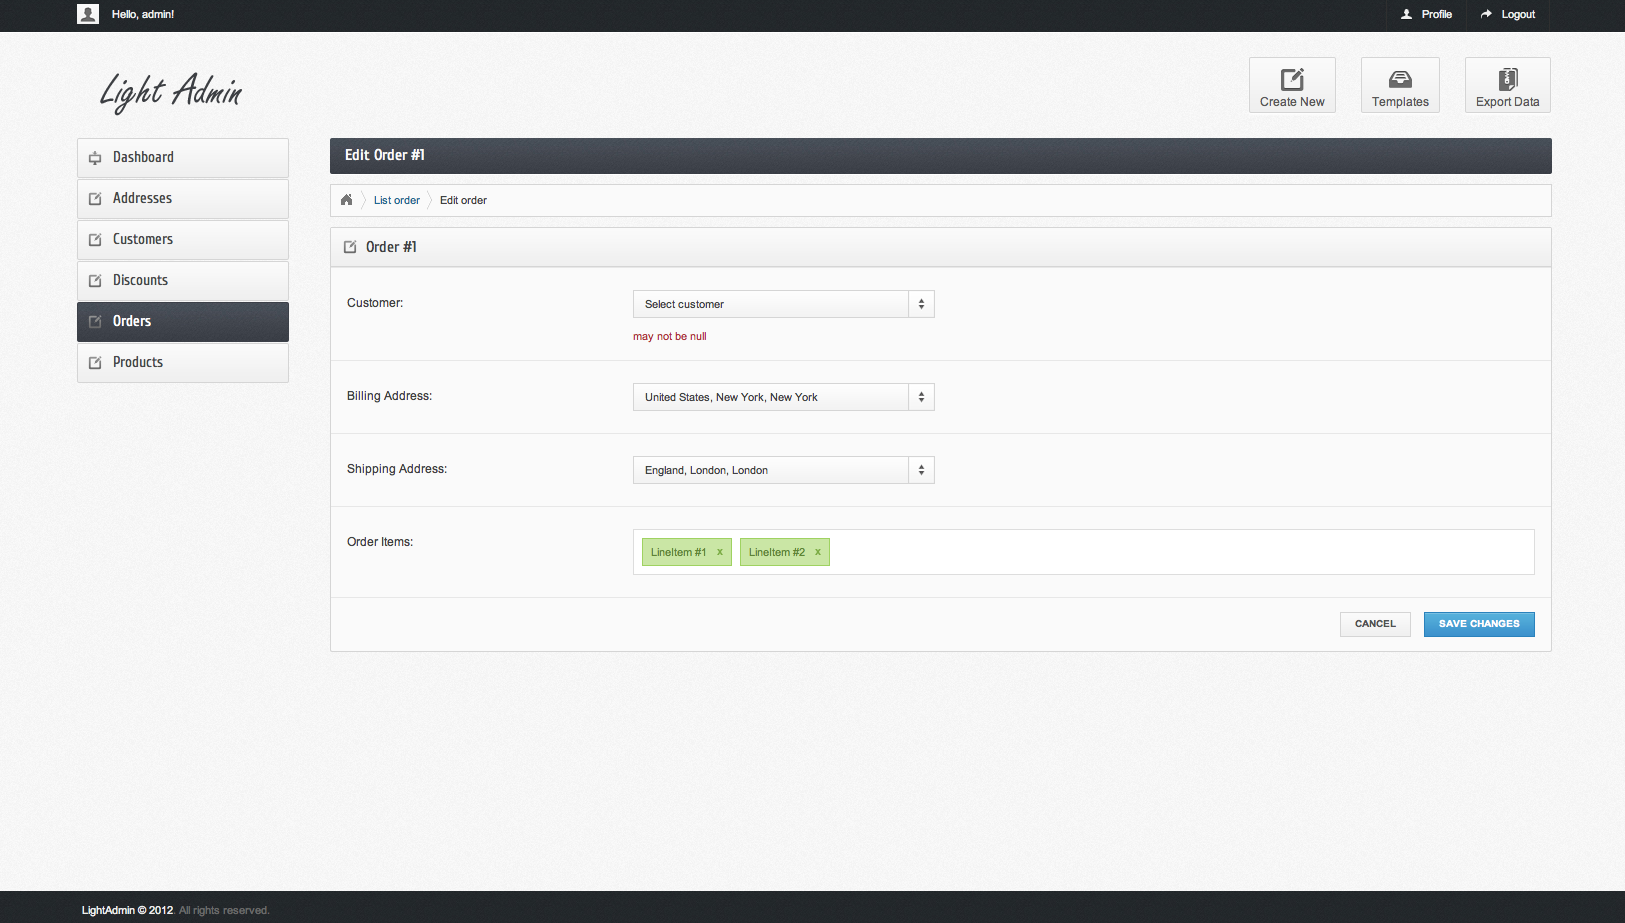 Hello, admin!
Profile
Logout
Light Admin
Create New
Templates
Export Data
Dashboard
Addresses
Customers
Discounts
Orders
Products
Edit Order #1
List order
Edit order
Order #1
Customer:
Select customer
may not be null
Billing Address:
United States, New York, New York
Shipping Address:
England, London, London
Order Items:
LineItem #1 x
LineItem #2 x
CANCEL
SAVE CHANGES
LightAdmin © 2012. All rights reserved.